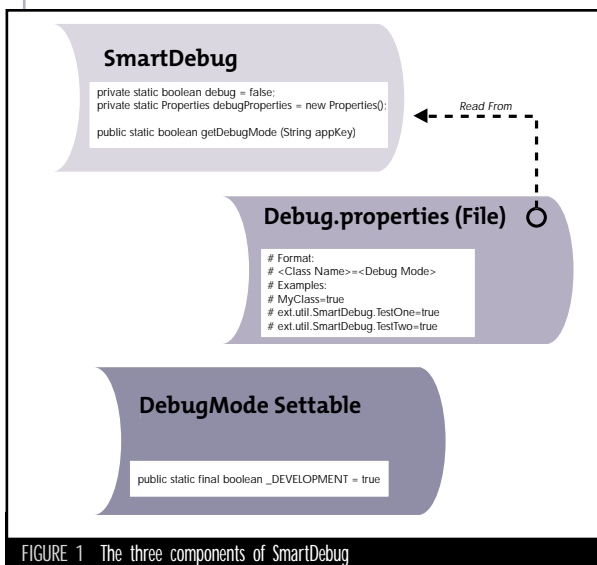 SmartDebug
private static boolean debug = false;
private static Properties debugProperties = new Properties();
public static boolean getDebugMode (String appKey)
Read From
Debug.properties (File)
# Format:
# <Class Name>=<Debug Mode>
# Examples:
# MyClass=true
# ext.util.SmartDebug.TestOne=true
# ext.util.SmartDebug.TestTwo=true
DebugMode Settable
public static final boolean _DEVELOPMENT = true
FIGURE 1 The three components of SmartDebug